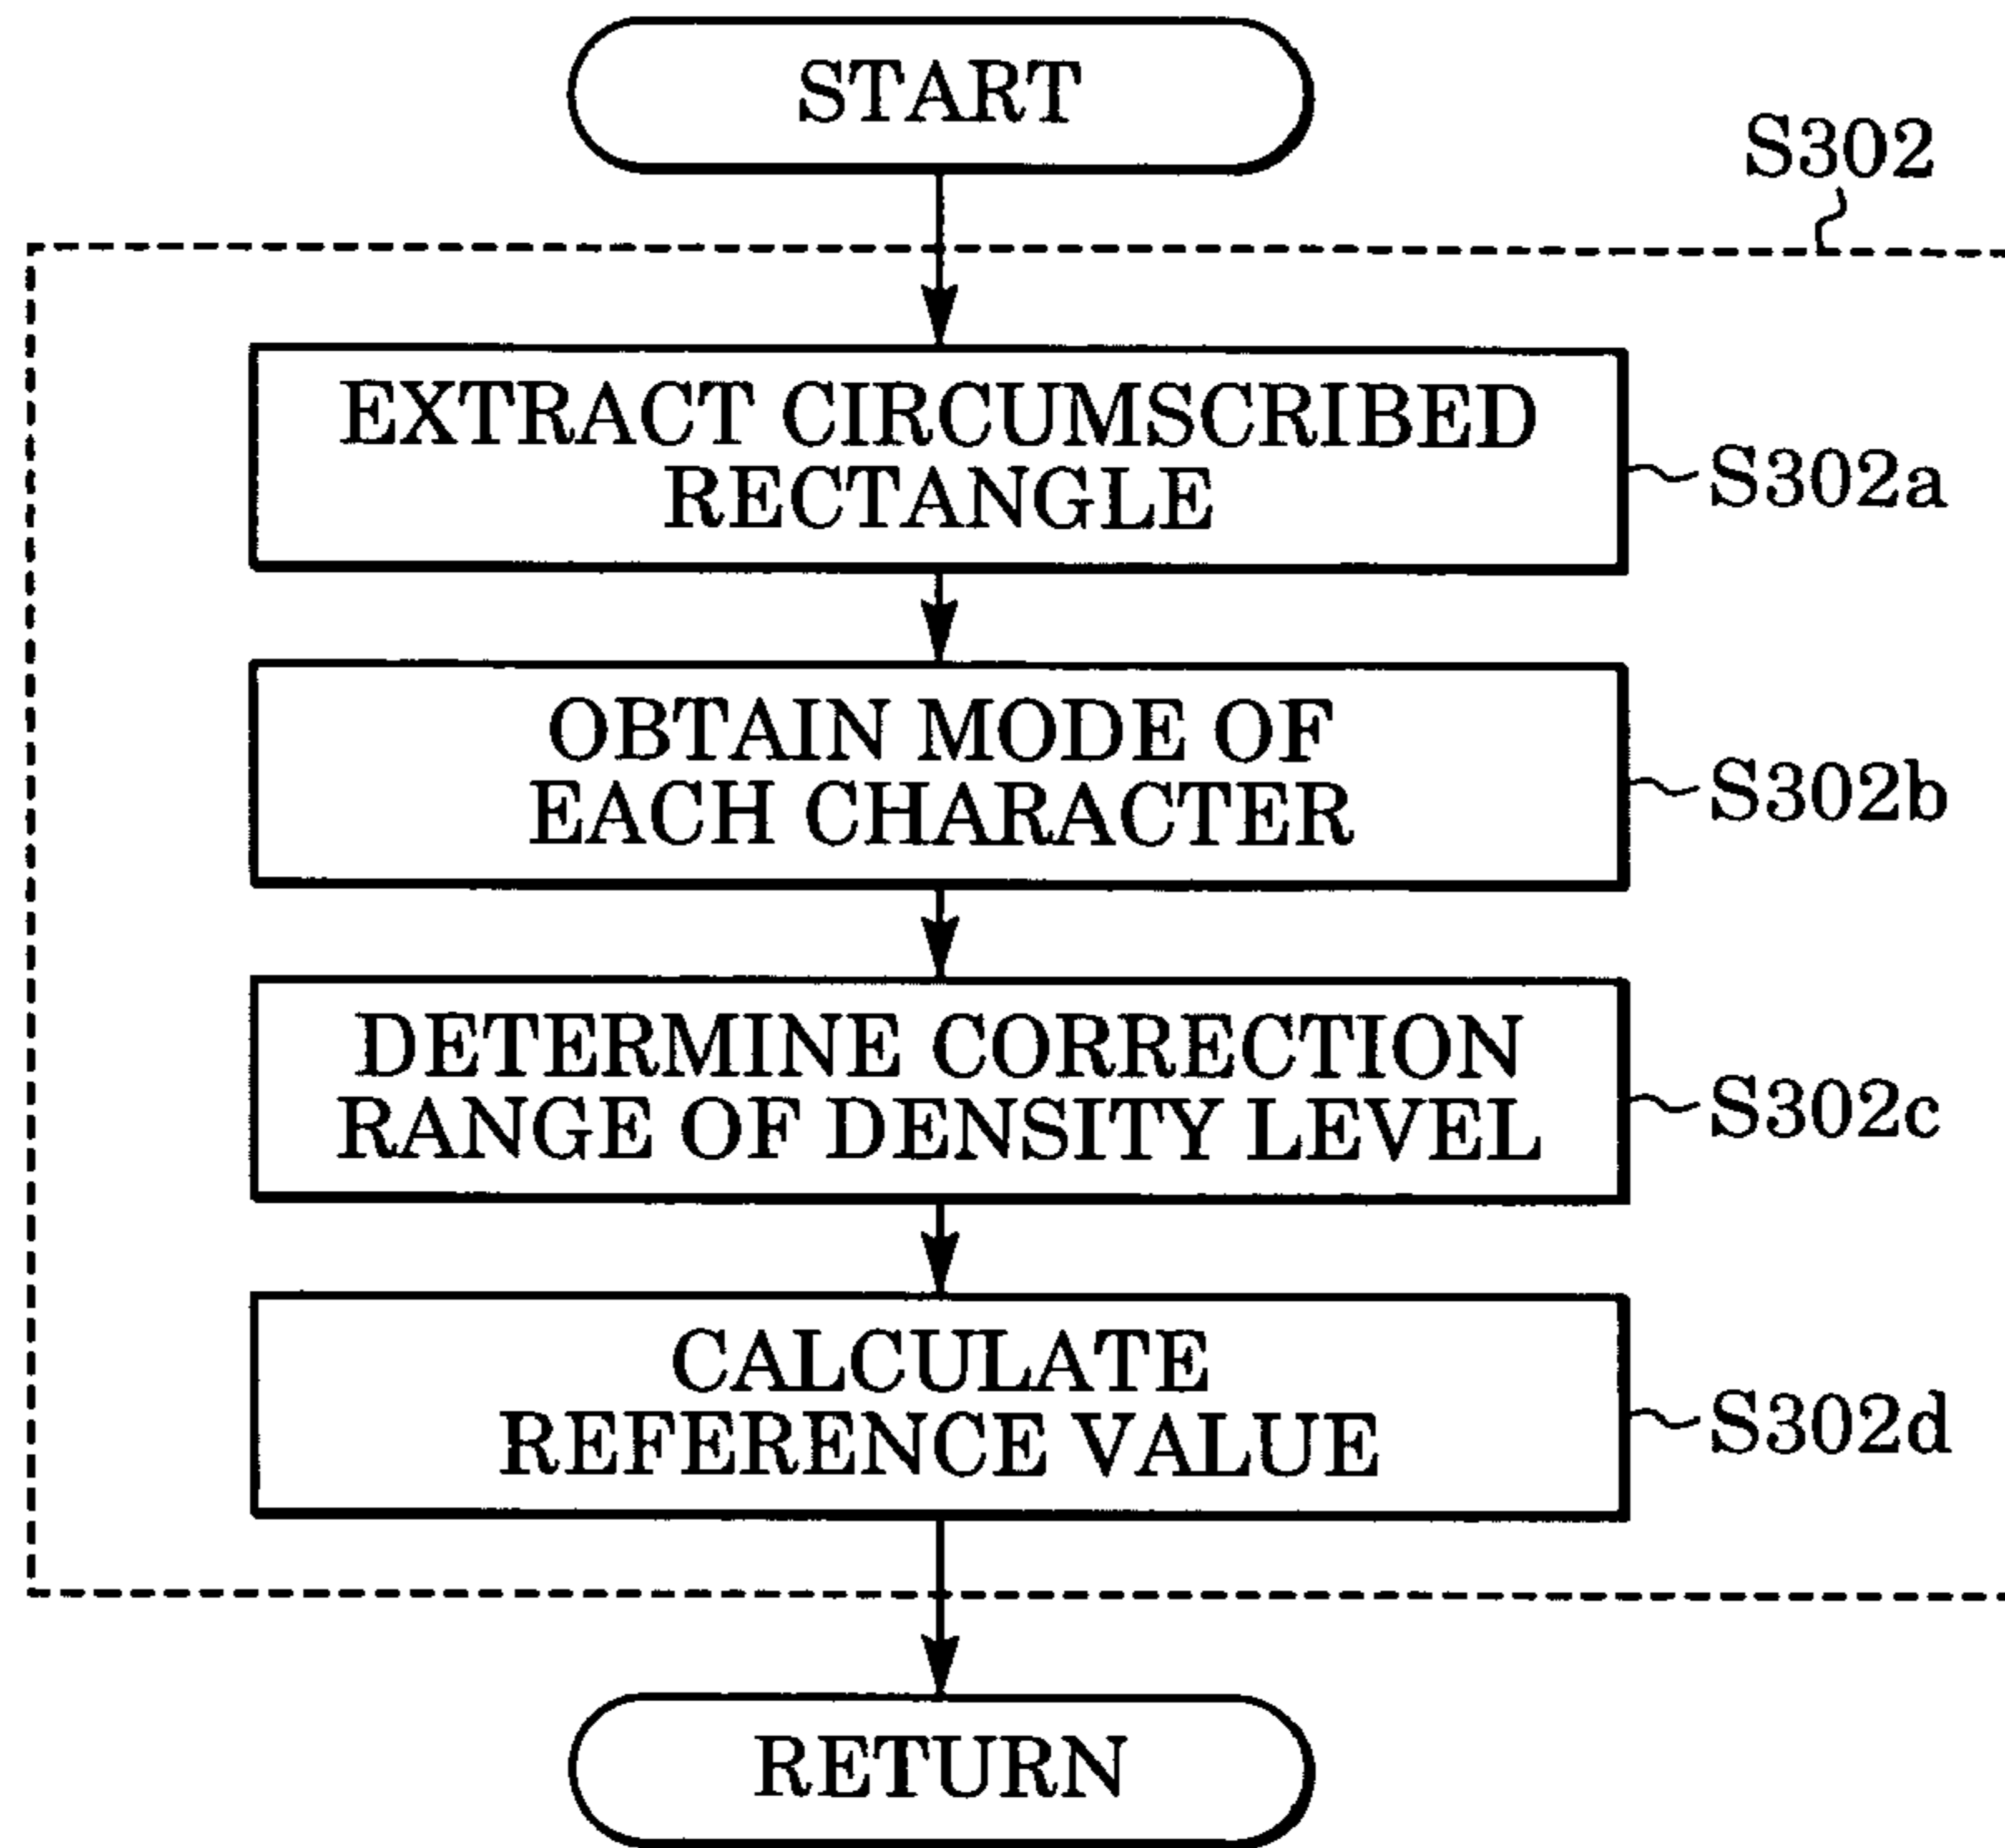 START
S302
EXTRACT CIRCUMSCRIBED
RECTANGLE
S302a
OBTAIN MODE OF
EACH CHARACTER
S302b
DETERMINE CORRECTION
RANGE OF DENSITY LEVEL
S302c
CALCULATE
REFERENCE VALUE
S302d
RETURN